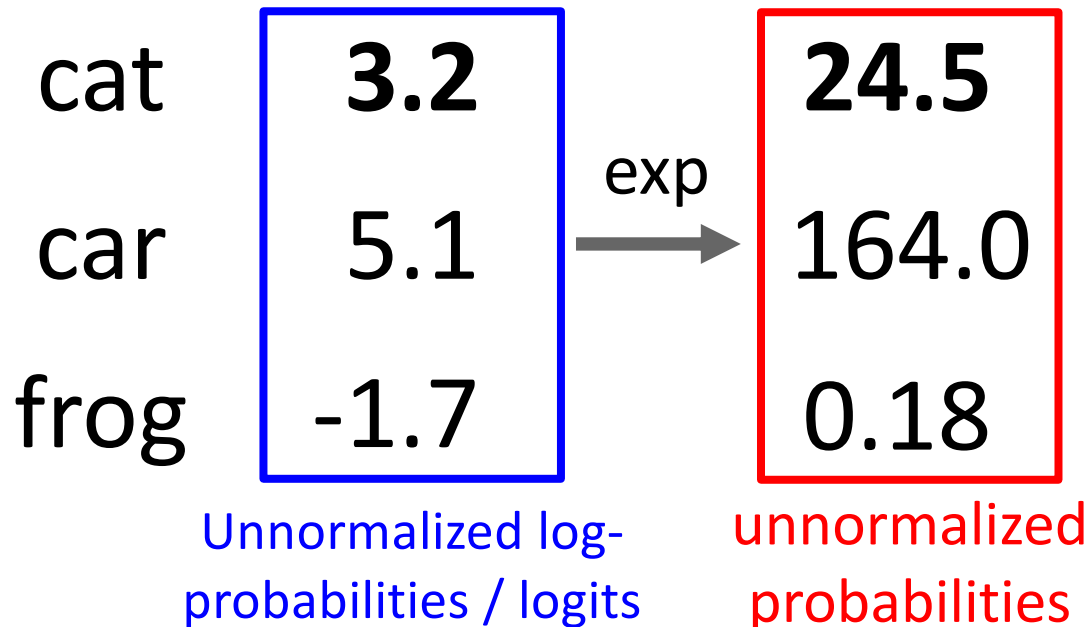 cat 3.2 24.5
exp
car 5.1 164.0
frog -1.7 0.18
Unnormalized log-
probabilities / logits
unnormalized
probabilities